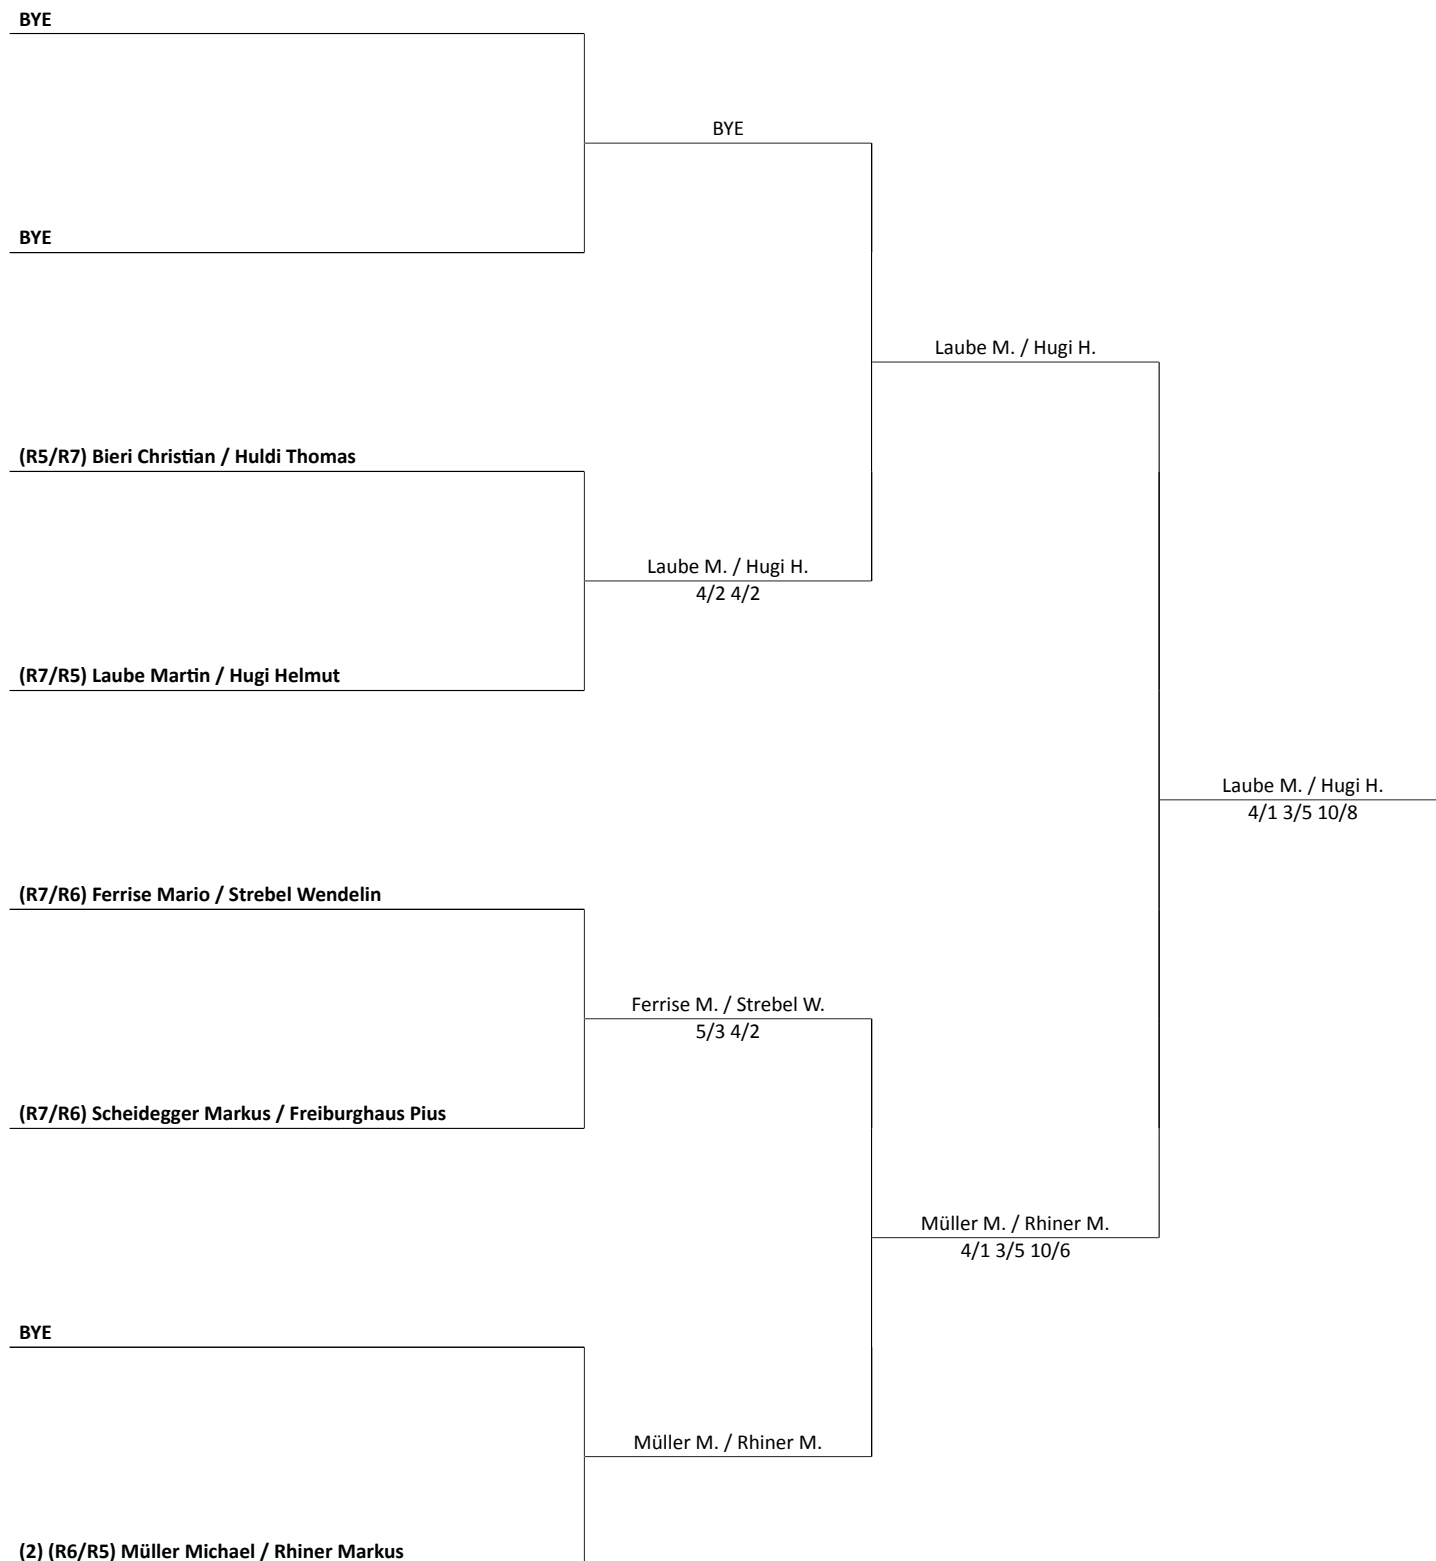 BYE
BYE
BYE
Laube M. / Hugi H.
(R5/R7) Bieri Christian / Huldi Thomas
Laube M. / Hugi H.
4/2 4/2
(R7/R5) Laube Martin / Hugi Helmut
Laube M. / Hugi H.
4/1 3/5 10/8
(R7/R6) Ferrise Mario / Strebel Wendelin
Ferrise M. / Strebel W.
5/3 4/2
(R7/R6) Scheidegger Markus / Freiburghaus Pius
Müller M. / Rhiner M.
4/1 3/5 10/6
BYE
Müller M. / Rhiner M.
(2) (R6/R5) Müller Michael / Rhiner Markus